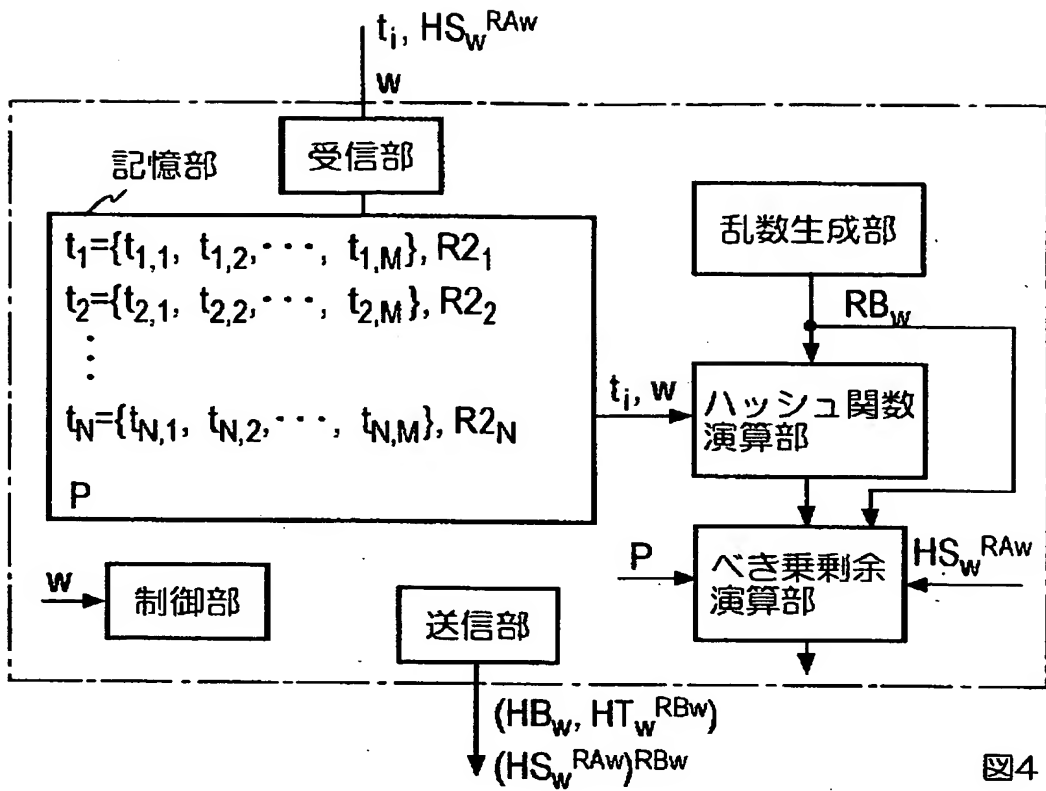 t_i, HS_w^RAw
w
受信部
記憶部
t_1={t_1,1, t_1,2,･･･, t_1,M}, R2_1
t_2={t_2,1, t_2,2,･･･, t_2,M}, R2_2
⋮
t_N={t_N,1, t_N,2,･･･, t_N,M}, R2_N
P
乱数生成部
RB_w
t_i, w
ハッシュ関数
演算部
P
べき乗剰余
演算部
HS_w^RAw
w
制御部
送信部
(HB_w, HT_w^RBw)
(HS_w^RAw)^RBw
図4